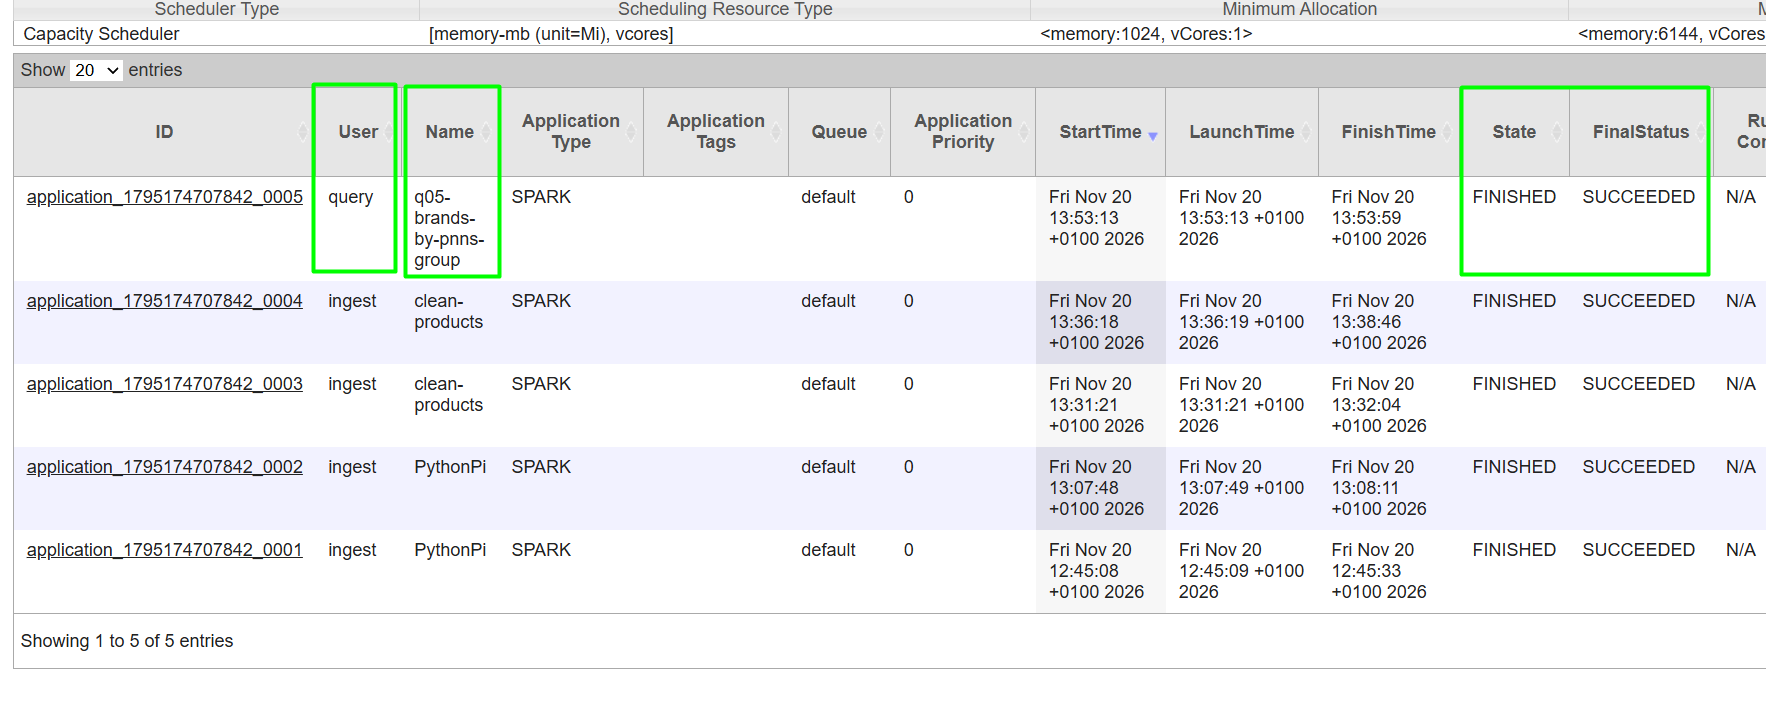 Scheduler Type Scheduling Resource Type Minimum Allocation
Capacity Scheduler [memory-mb (unit=Mi), vcores] <memory:1024, vCores:1> <memory:6144, vCores
Show 20 entries
ID User Name Application Type Application Tags Queue Application Priority StartTime LaunchTime FinishTime State FinalStatus
application_1795174707842_0005 query q05-brands-by-pnns-group SPARK default 0 Fri Nov 20 13:53:13 +0100 2026 Fri Nov 20 13:53:13 +0100 2026 Fri Nov 20 13:53:59 +0100 2026 FINISHED SUCCEEDED N/A
application_1795174707842_0004 ingest clean-products SPARK default 0 Fri Nov 20 13:36:18 +0100 2026 Fri Nov 20 13:36:19 +0100 2026 Fri Nov 20 13:38:46 +0100 2026 FINISHED SUCCEEDED N/A
application_1795174707842_0003 ingest clean-products SPARK default 0 Fri Nov 20 13:31:21 +0100 2026 Fri Nov 20 13:31:21 +0100 2026 Fri Nov 20 13:32:04 +0100 2026 FINISHED SUCCEEDED N/A
application_1795174707842_0002 ingest PythonPi SPARK default 0 Fri Nov 20 13:07:48 +0100 2026 Fri Nov 20 13:07:49 +0100 2026 Fri Nov 20 13:08:11 +0100 2026 FINISHED SUCCEEDED N/A
application_1795174707842_0001 ingest PythonPi SPARK default 0 Fri Nov 20 12:45:08 +0100 2026 Fri Nov 20 12:45:09 +0100 2026 Fri Nov 20 12:45:33 +0100 2026 FINISHED SUCCEEDED N/A
Showing 1 to 5 of 5 entries